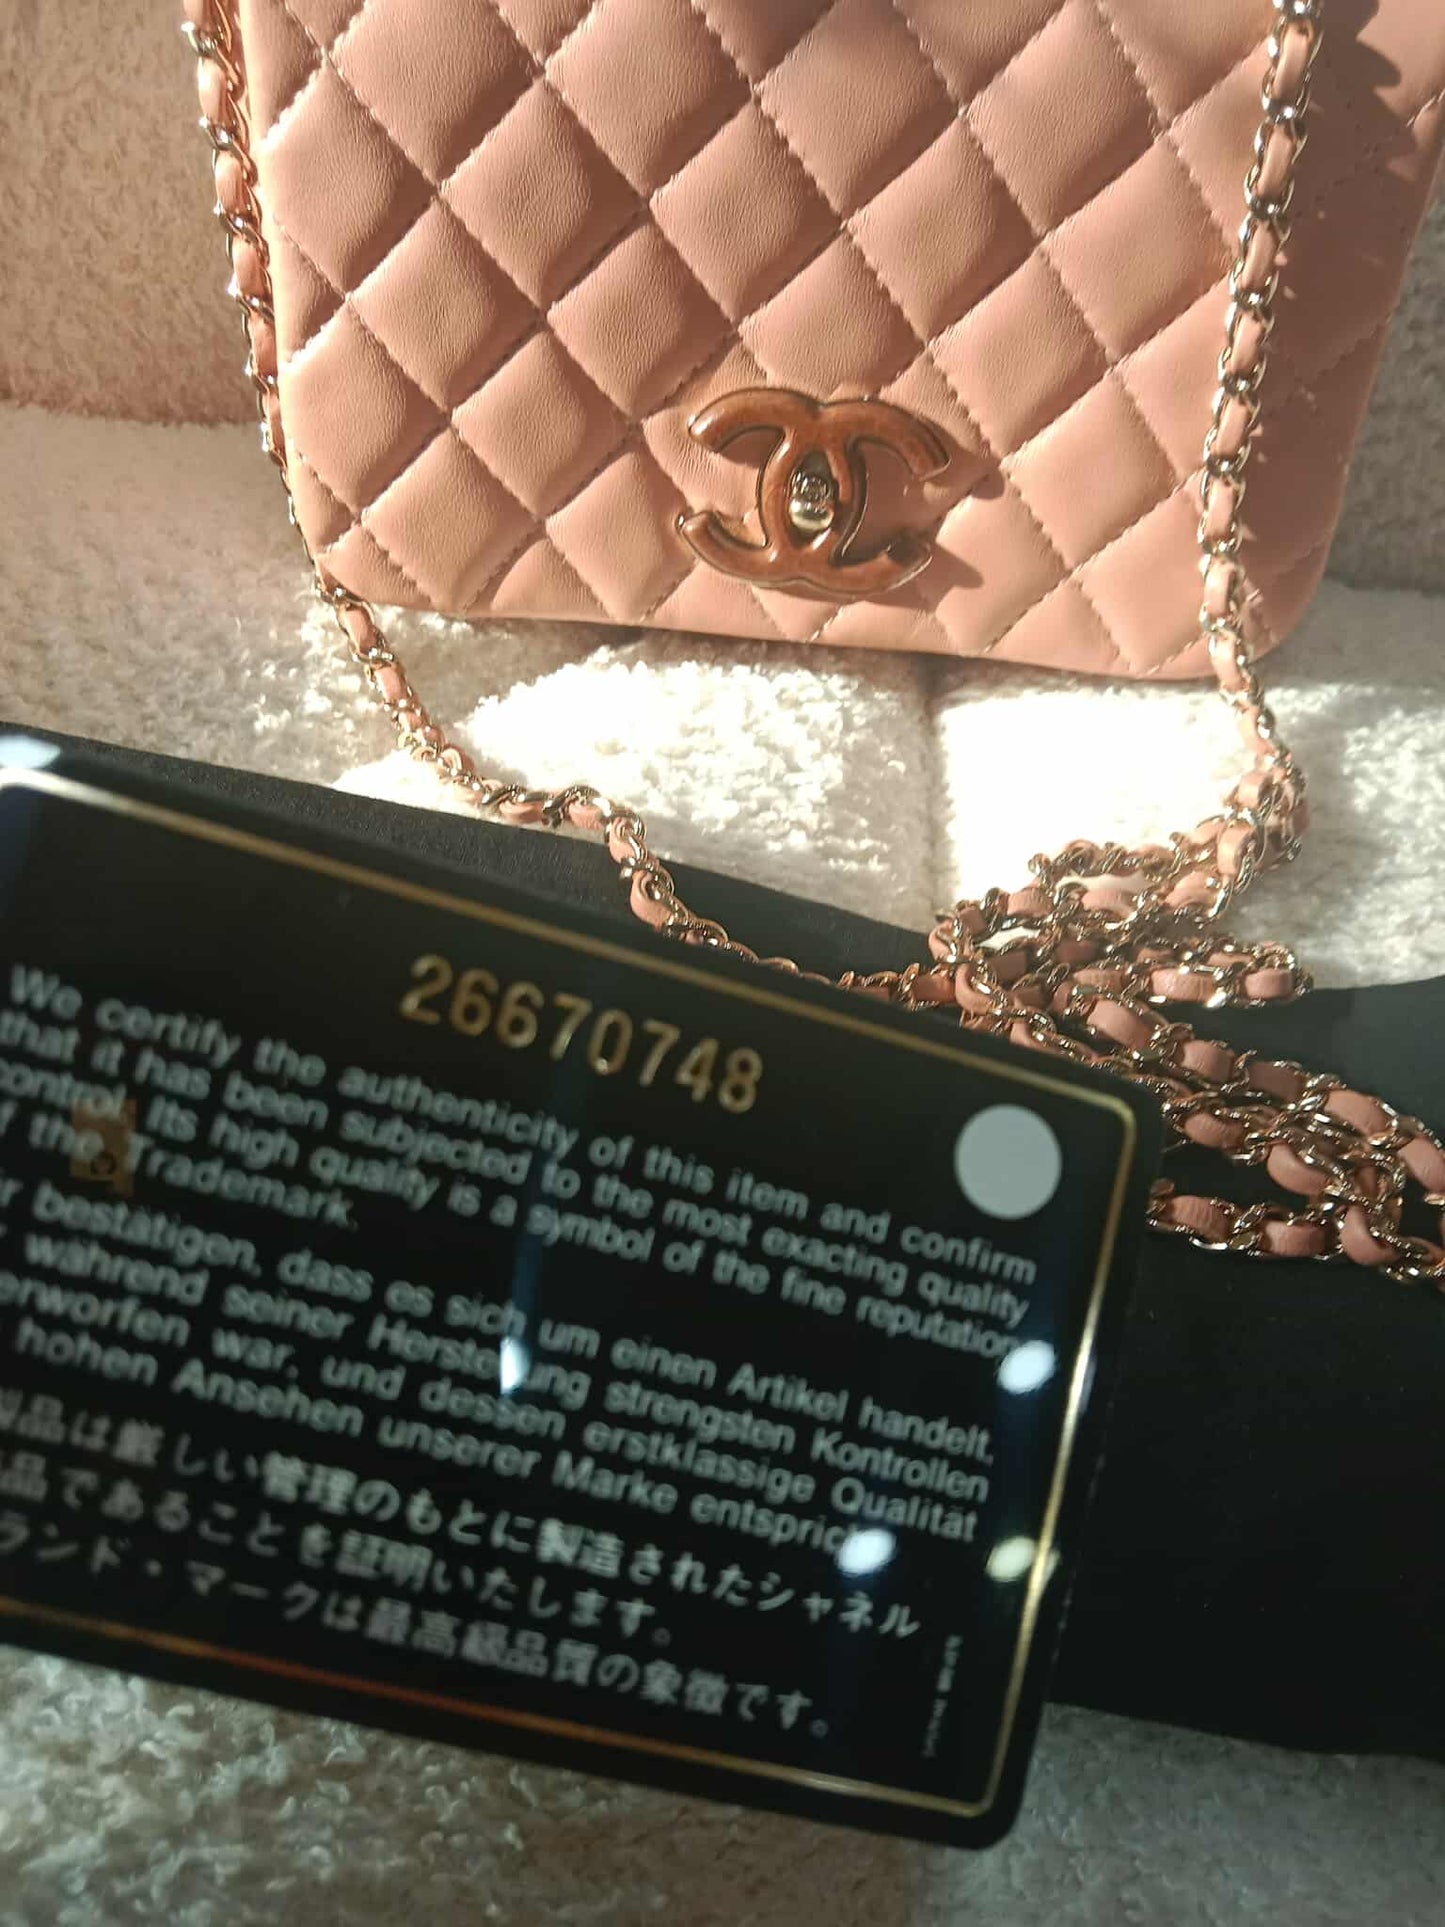 26670748
We certify the authenticity of this item and confirm
that it has been subjected to the most exacting quality
control. Its high quality is a symbol of the fine reputation
the Trademark.
bestätigen, dass es sich um einen Artikel handelt,
während seiner Herstellung strengsten Kontrollen
war, und dessen erstklassige Qualität
hohen Ansehen unserer Marke entspricht
製品は厳しい管理のもとに製造されたシャネル
品であることを証明いたします。
ランド・マークは最高級品質の象徴です。